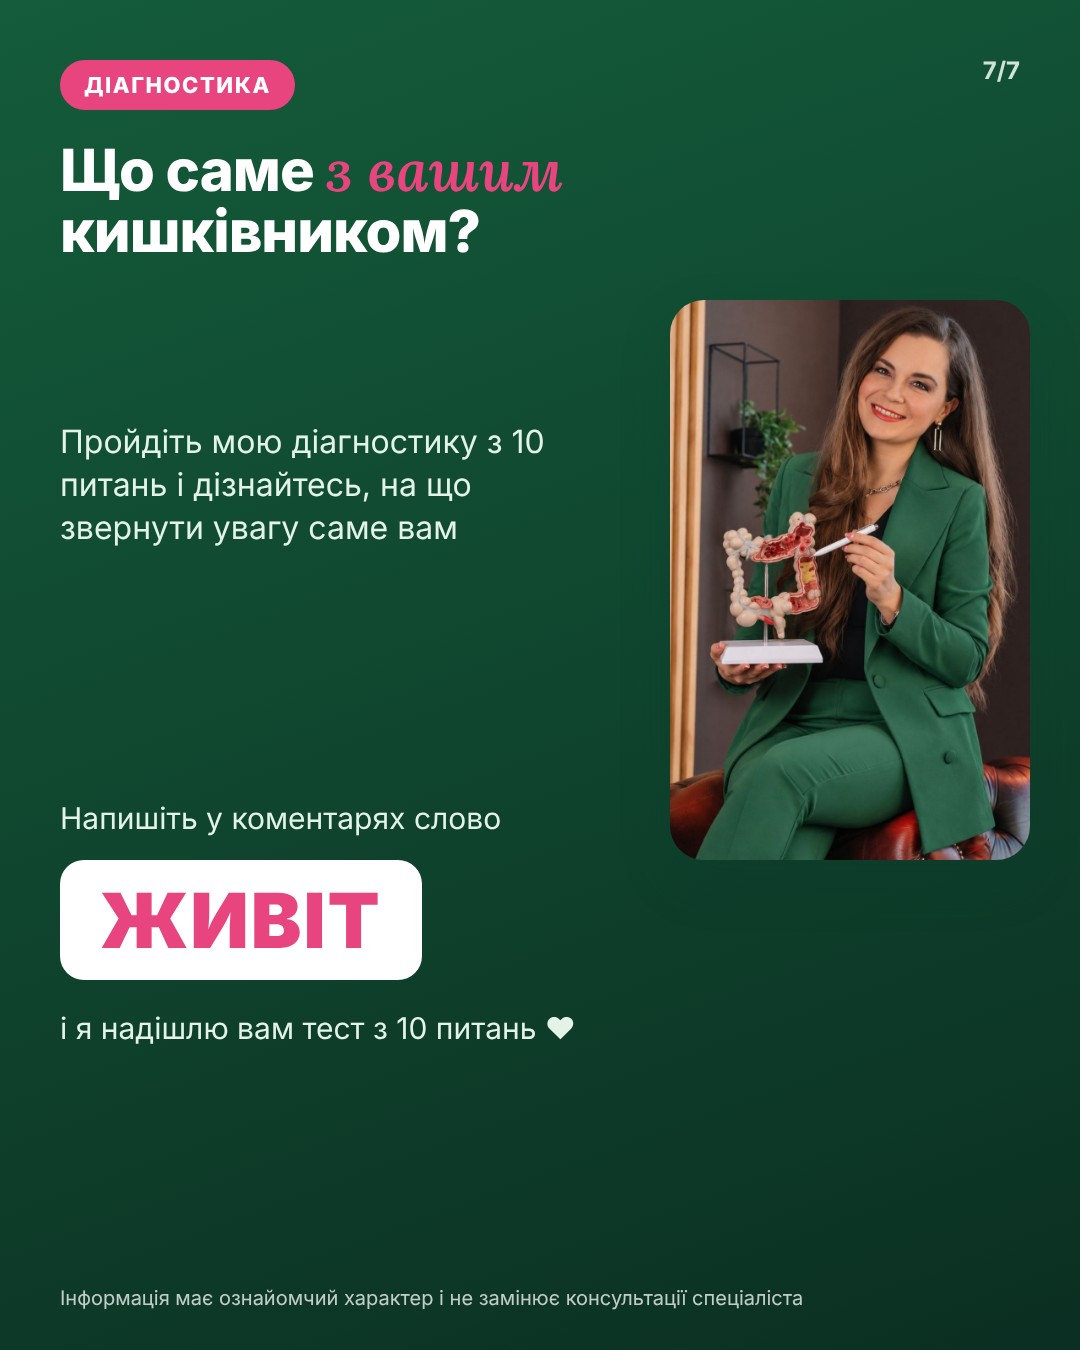 ДІАГНОСТИКА
7/7
Що саме з вашим
кишківником?
Пройдіть мою діагностику з 10
питань і дізнайтесь, на що
звернути увагу саме вам
Напишіть у коментарях слово
ЖИВІТ
і я надішлю вам тест з 10 питань ♥
Інформація має ознайомчий характер і не замінює консультації спеціаліста